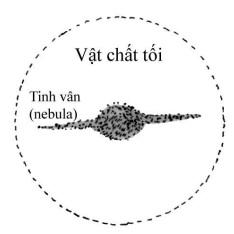 Vật chất tối
Tinh vân
(nebula)